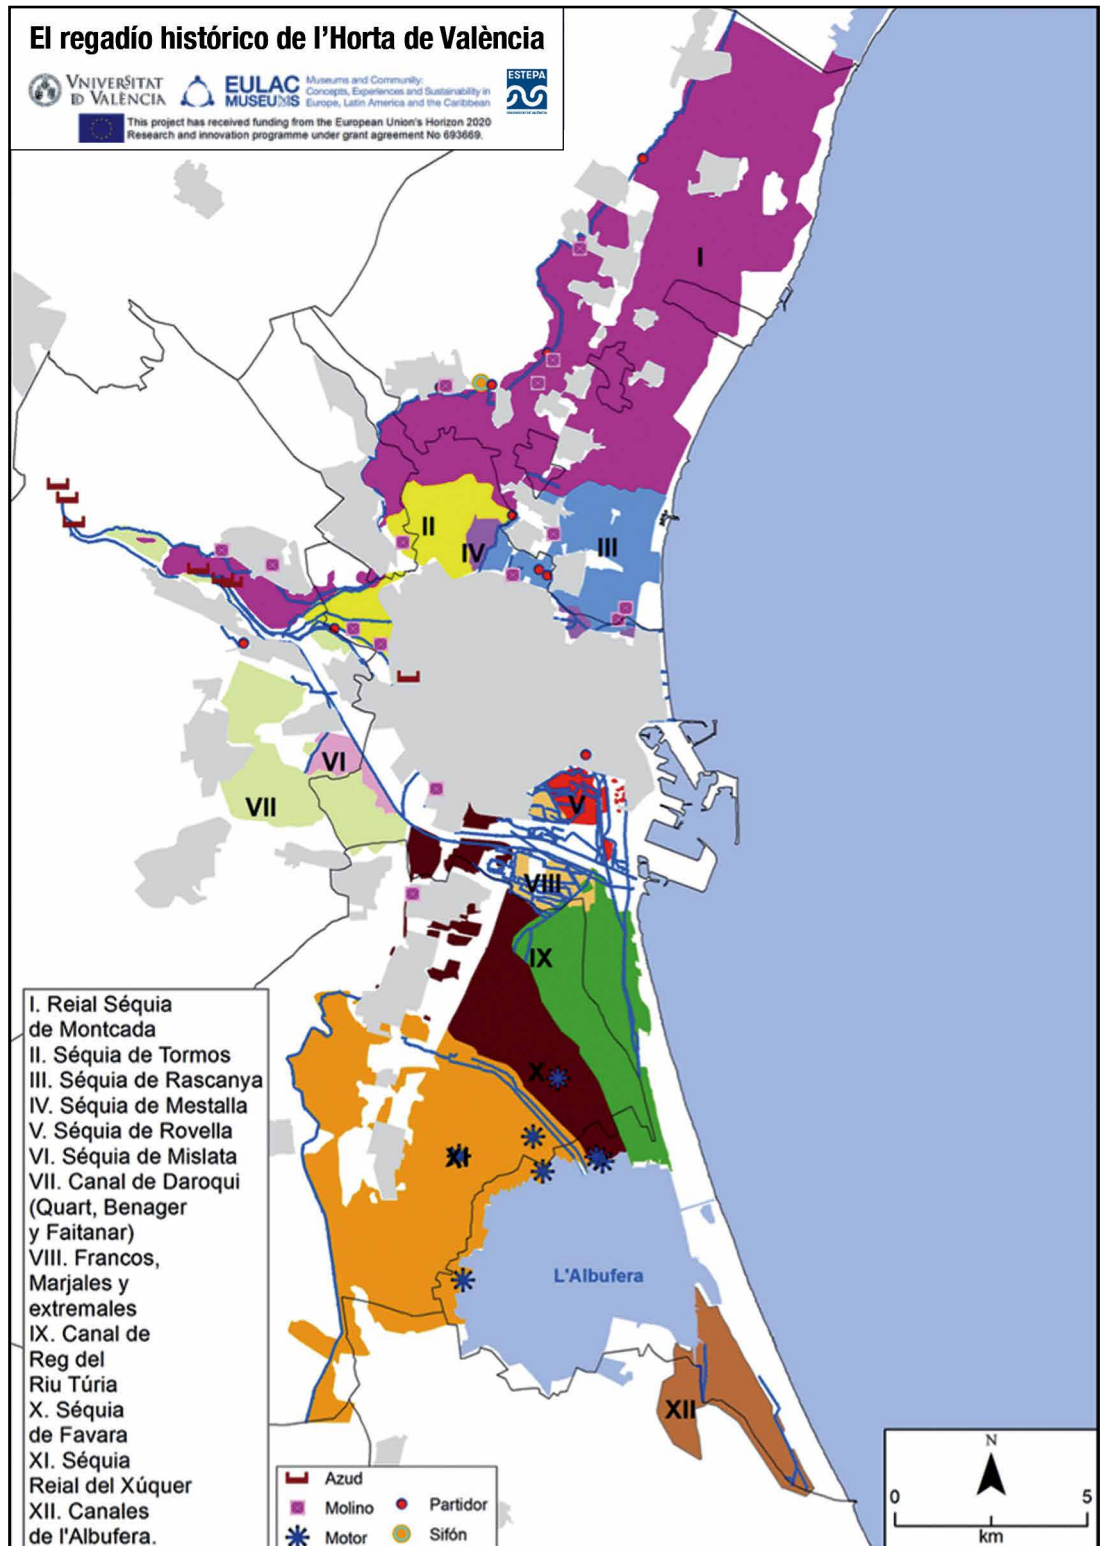 El regadío histórico de l'Horta de València
VNIVERSITAT
ID VALÈNCIA
EULAC
MUSEUMS
Museums and Community:
Concepts, Experiences and Sustainability in
Europe, Latin America and the Caribbean
ESTEPA
This project has received funding from the European Union's Horizon 2020
Research and innovation programme under grant agreement No 693669.
I
II
III
IV
VI
VII
V
VIII
IX
X
XI
L'Albufera
XII
I. Reial Séquia
de Montcada
II. Séquia de Tormos
III. Séquia de Rascanya
IV. Séquia de Mestalla
V. Séquia de Rovella
VI. Séquia de Mislata
VII. Canal de Daroqui
(Quart, Benager
y Faitanar)
VIII. Francos,
Marjales y
extremales
IX. Canal de
Reg del
Riu Túria
X. Séquia
de Favara
XI. Séquia
Reial del Xúquer
XII. Canales
de l'Albufera.
Azud
Molino
Motor
Partidor
Sifón
N
0 5
km